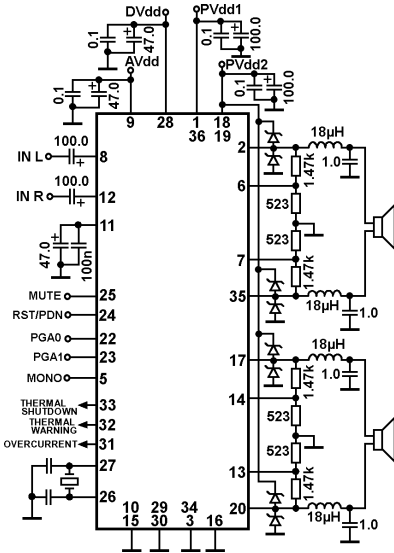 DVdd
PVdd1
0.1
47.0
0.1
100.0
AVdd
PVdd2
0.1
47.0
0.1
100.0
9
28
1
36
18
19
IN L
100.0
8
2
18µH
1.0
1.47k
6
IN R
100.0
12
523
11
523
47.0
100n
7
1.47k
MUTE
25
35
18µH
1.0
RST/PDN
24
PGA0
22
18µH
PGA1
23
17
1.0
1.47k
MONO
5
14
THERMAL
SHUTDOWN
33
523
THERMAL
WARNING
32
OVERCURRENT
31
523
27
13
1.47k
26
20
18µH
1.0
10
15
29
30
34
3
16